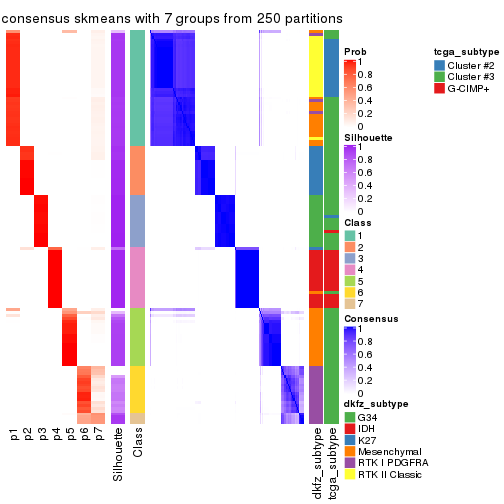 consensus skmeans with 7 groups from 250 partitions
Prob
1
0.8
0.6
0.4
0.2
0
Silhouette
1
0.8
0.6
0.4
0.2
0
Class
1
2
3
4
5
6
7
Consensus
1
0.8
0.6
0.4
0.2
0
dkfz_subtype
G34
IDH
K27
Mesenchymal
RTK I PDGFRA
RTK II Classic
tcga_subtype
Cluster #2
Cluster #3
G-CIMP+
p1
p2
p3
p4
p5
p6
p7
Silhouette
Class
dkfz_subtype
tcga_subtype